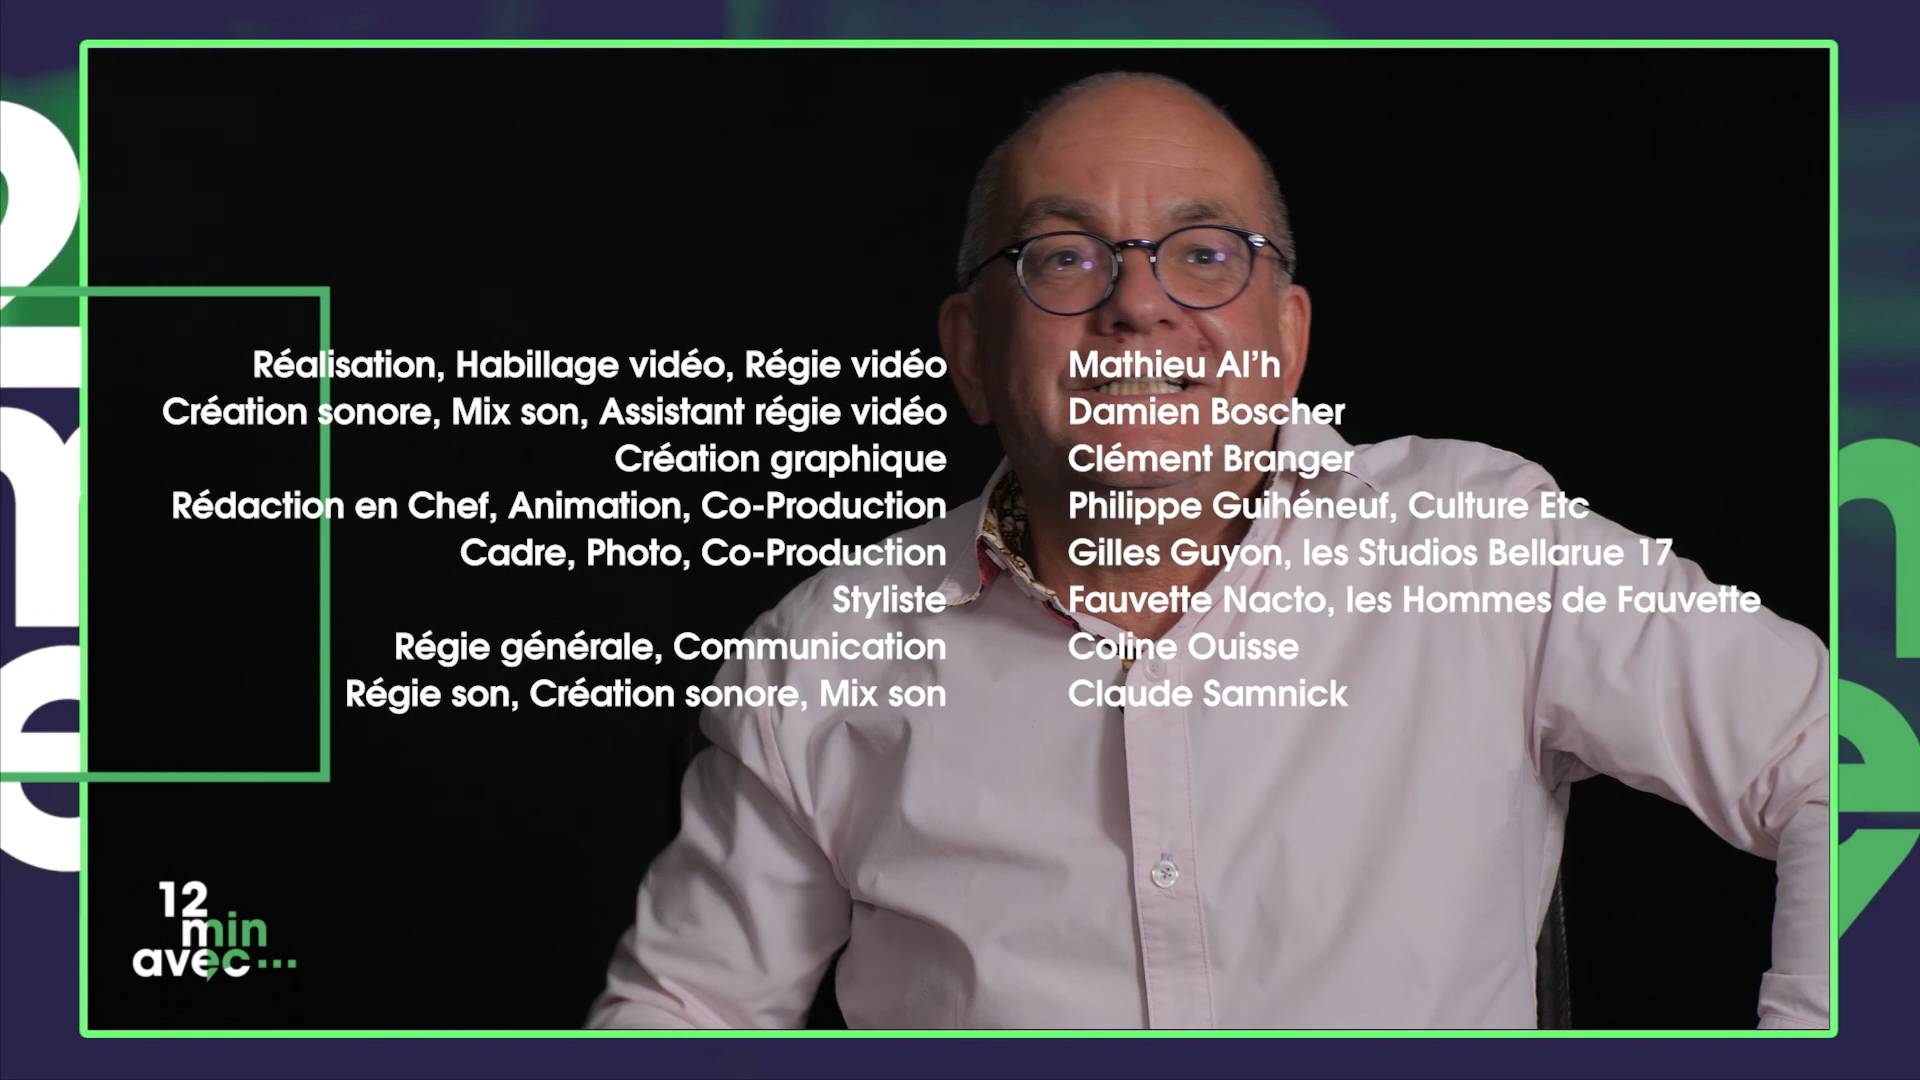 Réalisation, Habillage vidéo, Régie vidéo Mathieu Al’h
Création sonore, Mix son, Assistant régie vidéo Damien Boscher
Création graphique Clément Branger
Rédaction en Chef, Animation, Co-Production Philippe Guihéneuf, Culture Etc
Cadre, Photo, Co-Production Gilles Guyon, les Studios Bellarue 17
Styliste Fauvette Nacto, les Hommes de Fauvette
Régie générale, Communication Coline Ouisse
Régie son, Création sonore, Mix son Claude Samnick
12
min
avec...